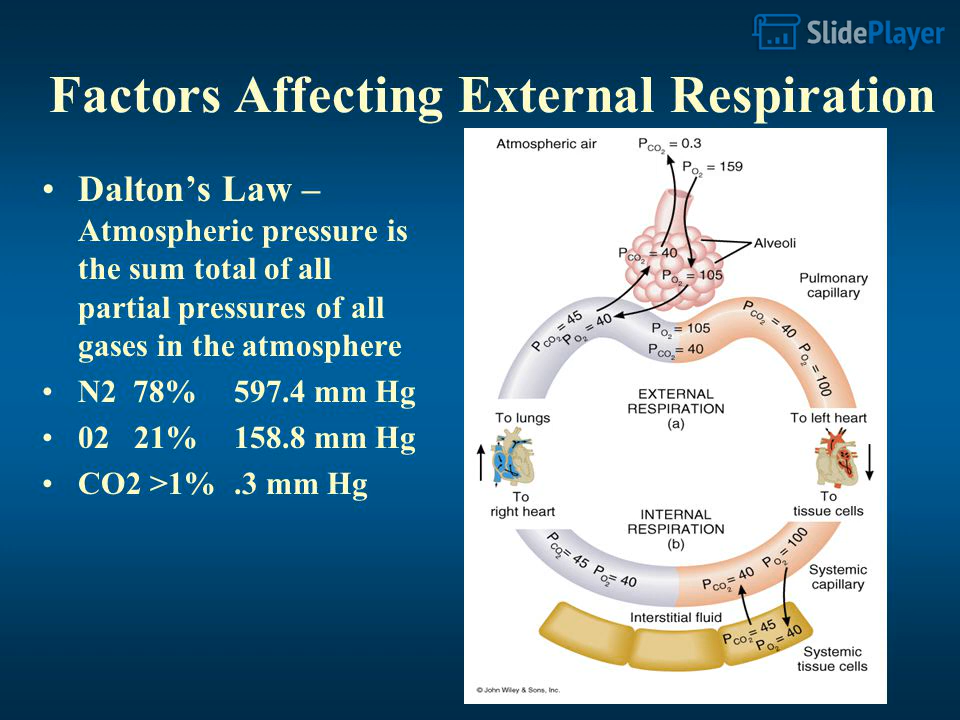 SlidePlayer
Factors Affecting External Respiration
• Dalton's Law –
Atmospheric pressure is
the sum total of all
partial pressures of all
gases in the atmosphere
• N2 78% 597.4 mm Hg
• 02 21% 158.8 mm Hg
• CO2 >1% .3 mm Hg
Atmospheric air
PCO2 = 0.3
PO2 = 159
Alveoli
PCO2 = 40
PO2 = 105
Pulmonary
capillary
PCO2 = 45
PO2 = 40
PO2 = 105
PCO2 = 40
PCO2 = 40
PO2 = 100
EXTERNAL
RESPIRATION
(a)
To lungs
To left heart
To
right heart
To
tissue cells
INTERNAL
RESPIRATION
(b)
PCO2 = 45
PO2 = 40
PCO2 = 40
PO2 = 100
Systemic
capillary
Interstitial fluid
PCO2 = 45
PO2 = 40
Systemic
tissue cells
© John Wiley & Sons, Inc.